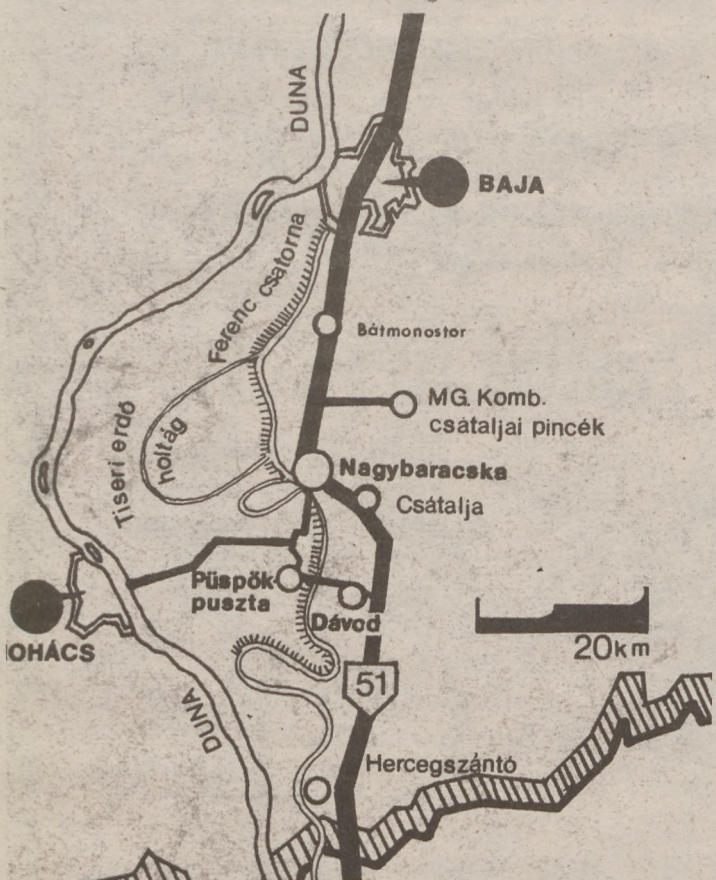 DUNA
BAJA
Ferenc csatorna
Bátmonostor
MG. Komb.
csátaljai pincék
Tiseri erdő
holtág
Nagybaracska
Csátalja
Püspök
puszta
Dávod
OHÁCS
20km
51
DUNA
Hercegszántó